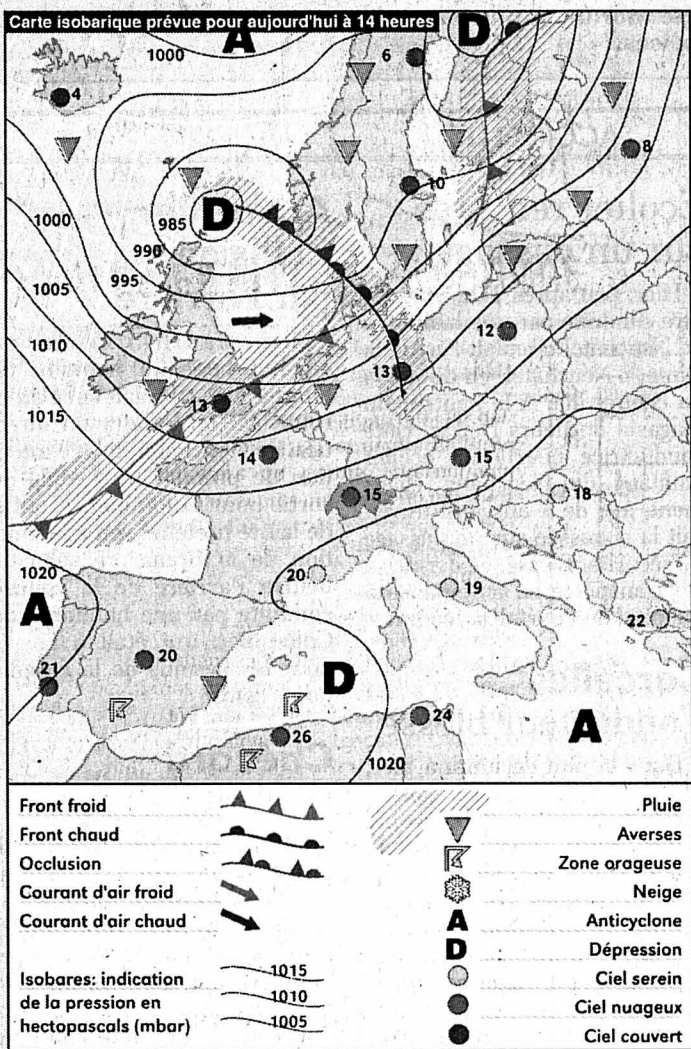 Carte isobarique prévue pour aujourd'hui à 14 heures
A
D
1000
6
4
8
10
1000
985
D
990
995
1005
12
1010
13
13
1015
14
15
15
18
1020
20
19
A
22
20
21
D
24
26
A
1020
Front froid
Front chaud
Occlusion
Courant d'air froid
Courant d'air chaud
Isobares: indication
de la pression en
hectopascals (mbar)
1015
1010
1005
Pluie
Averses
Zone orageuse
Neige
A Anticyclone
D Dépression
Ciel serein
Ciel nuageux
Ciel couvert